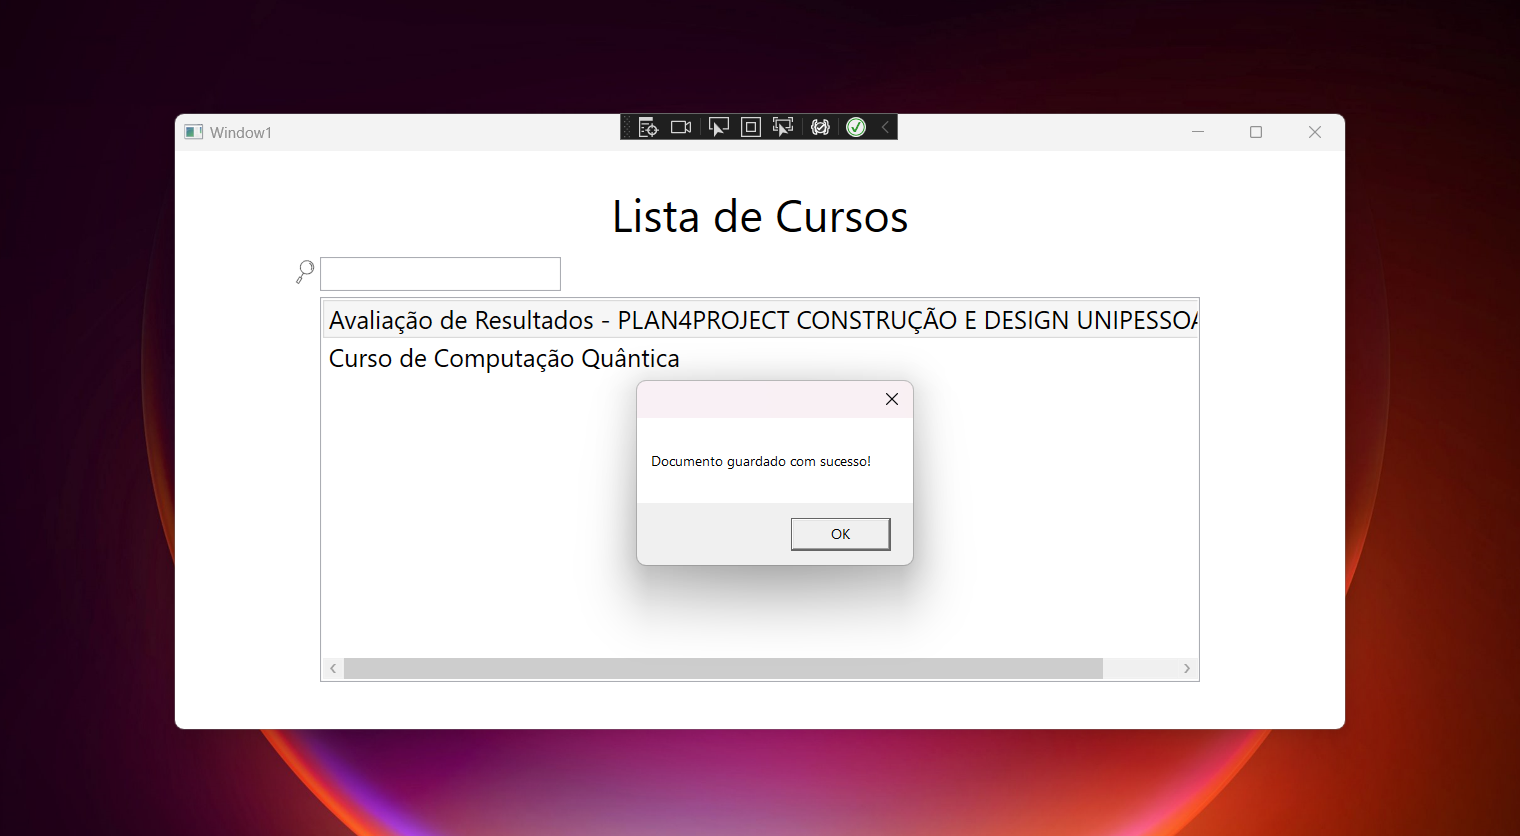 Window1
Lista de Cursos
Avaliação de Resultados - PLAN4PROJECT CONSTRUÇÃO E DESIGN UNIPESSOA
Curso de Computação Quântica
Documento guardado com sucesso!
OK